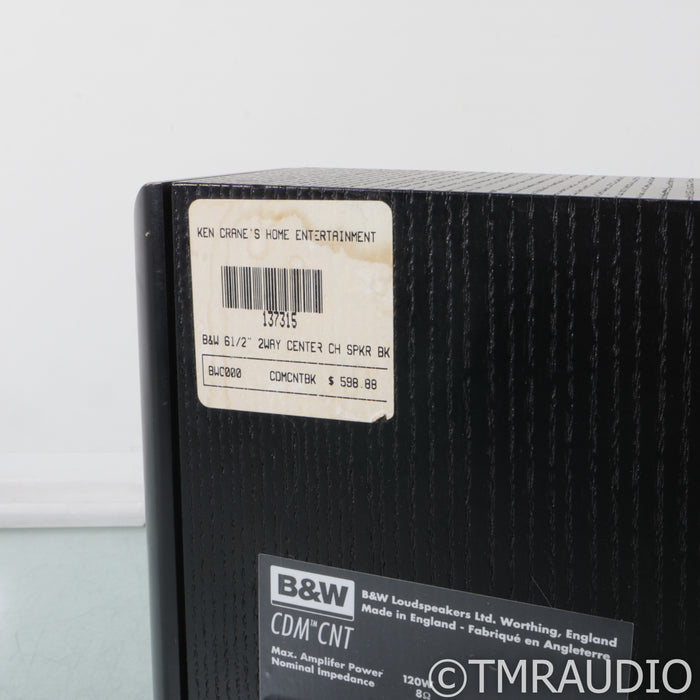 KEN CRANE'S HOME ENTERTAINMENT
137315
B&W 61/2" 2WAY CENTER CH SPKR BK
BWC000 CDMCNTBK $ 598.88
B&W
CDM™ CNT
B&W Loudspeakers Ltd. Worthing, England
Made in England - Fabriqué en Angleterre
Max. Amplifer Power 120W
Nominal Impedance 8Ω
©TMRAUDIO